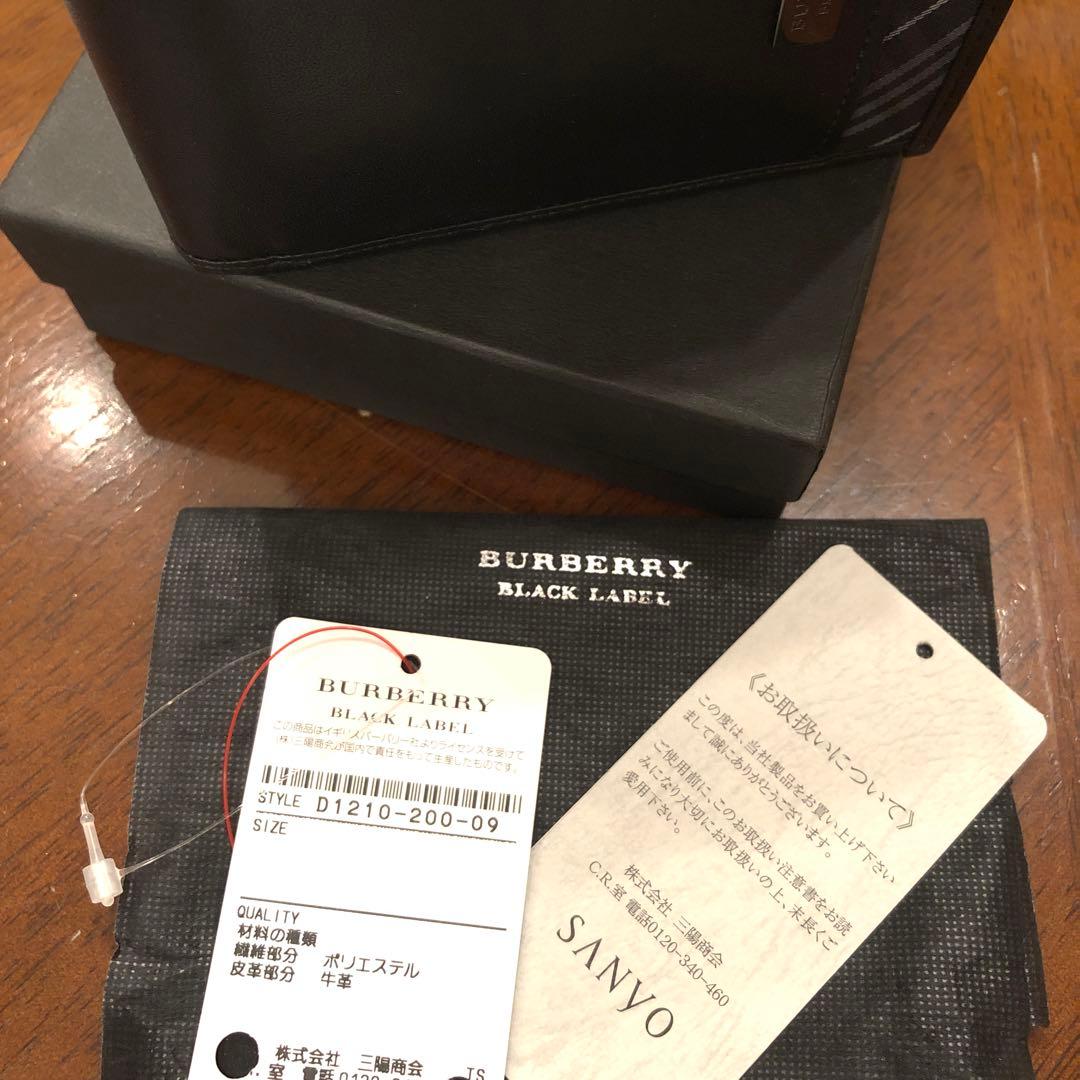 BURBERRY
BLACK LABEL
BURBERRY
BLACK LABEL
この商品はイギリスバーバリー社よりライセンスを受けて
(株)三陽商会が国内で責任をもって生産したものです。
STYLE D1210-200-09
SIZE
QUALITY
材料の種類
繊維部分 ポリエステル
皮革部分 牛革
株式会社 三陽商会 TS
室 電話0120-
《お取扱いについて》
この度は、当社製品をお買い上げ下さい
まして誠にありがとうございます。
ご使用前に、このお取扱い注意書をお読
みになり大切にお取扱いの上、末長くご
愛用下さい。
株式会社 三陽商会
C.R.室 電話0120-340-460
SANYO